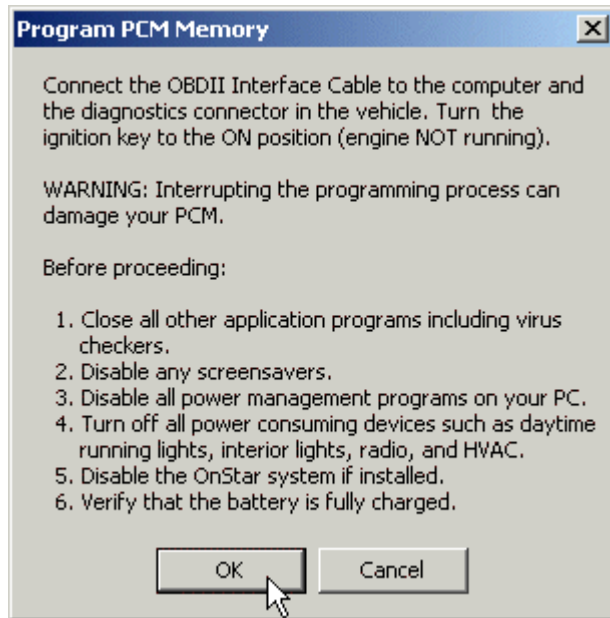 Program PCM Memory
Connect the OBDII Interface Cable to the computer and
the diagnostics connector in the vehicle. Turn  the
ignition key to the ON position (engine NOT running).
WARNING: Interrupting the programming process can
damage your PCM.
Before proceeding:
1. Close all other application programs including virus
checkers.
2. Disable any screensavers.
3. Disable all power management programs on your PC.
4. Turn off all power consuming devices such as daytime
running lights, interior lights, radio, and HVAC.
5. Disable the OnStar system if installed.
6. Verify that the battery is fully charged.
OK
Cancel